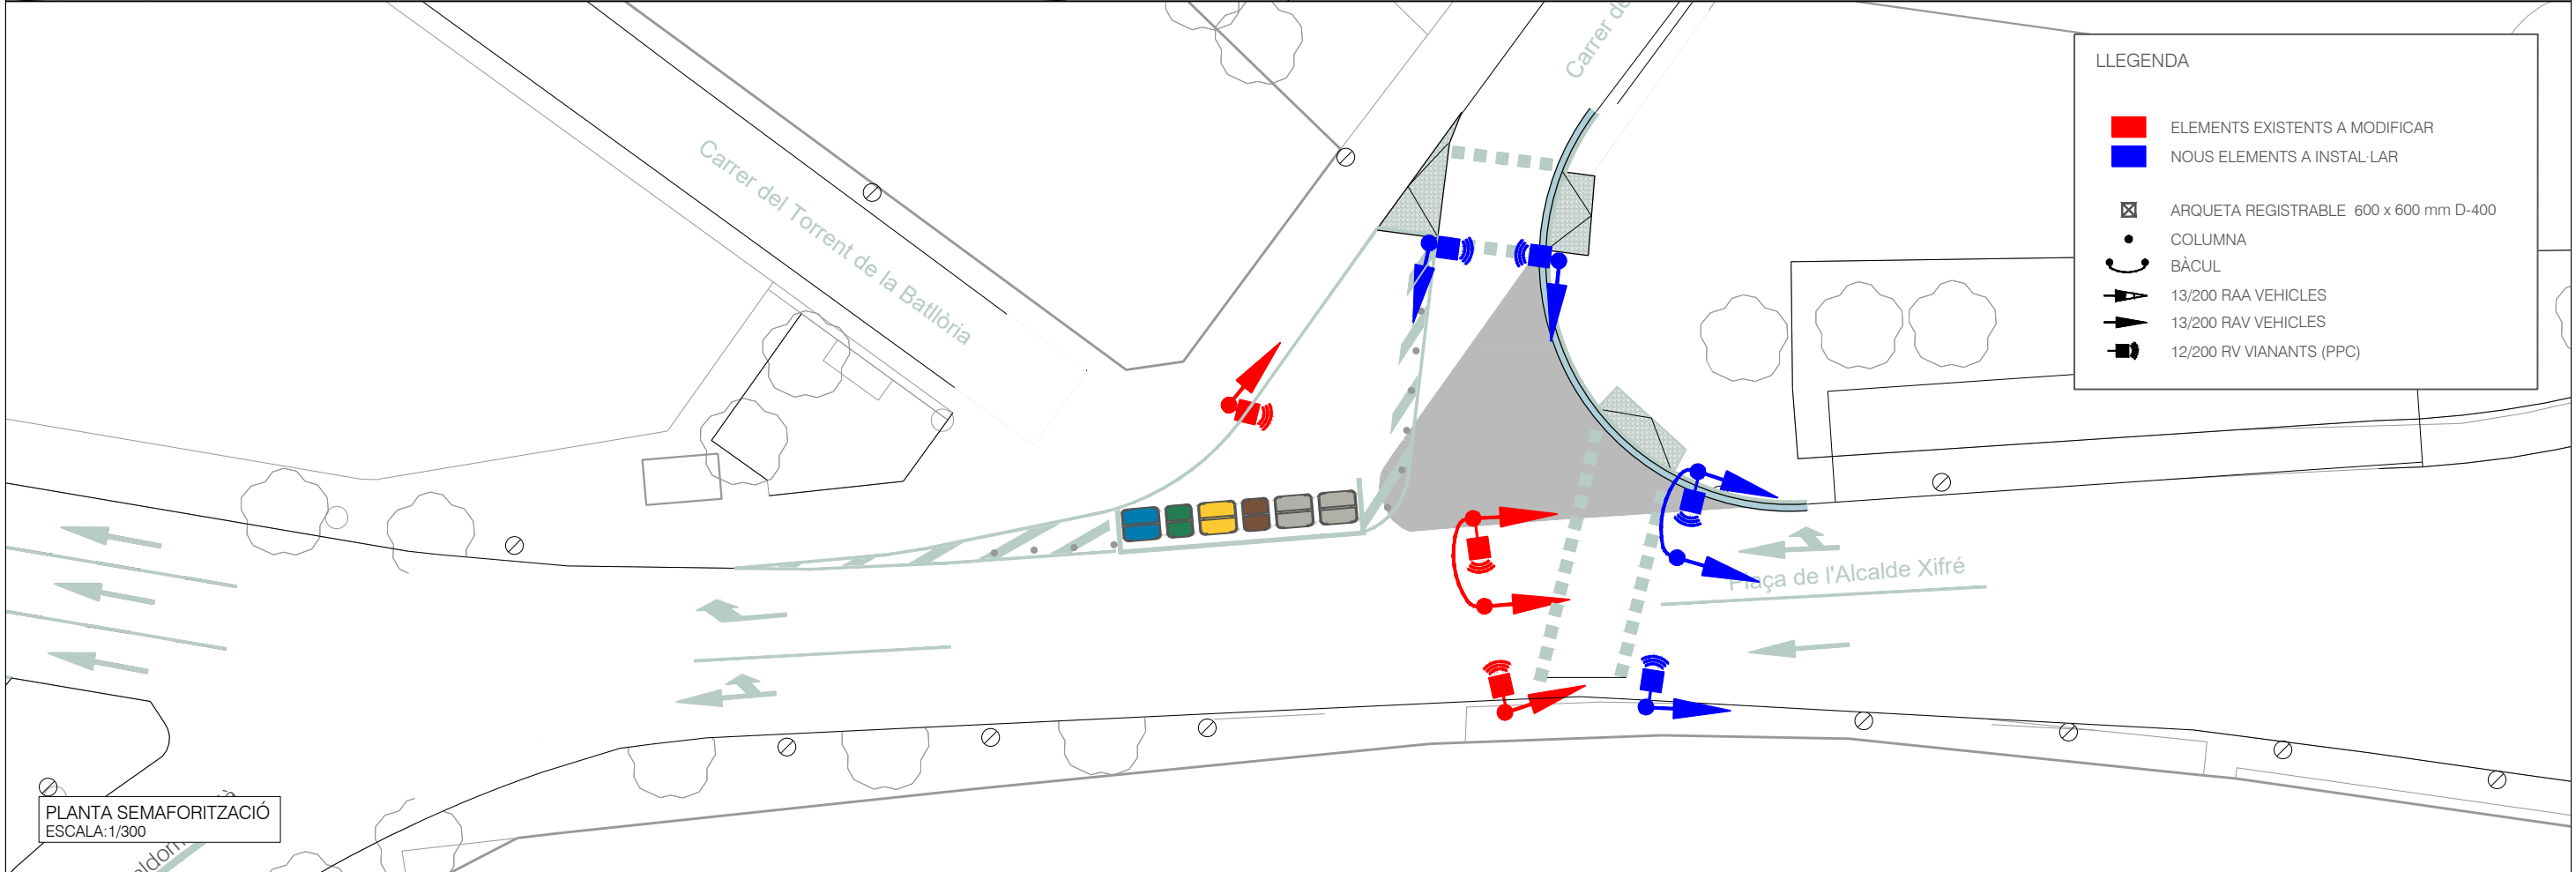 Carrer de
LLEGENDA
ELEMENTS EXISTENTS A MODIFICAR
NOUS ELEMENTS A INSTAL·LAR
ARQUETA REGISTRABLE 600 x 600 mm D-400
COLUMNA
BÀCUL
13/200 RAA VEHICLES
13/200 RAV VEHICLES
12/200 RV VIANANTS (PPC)
Carrer del Torrent de la Batllòria
Plaça de l'Alcalde Xifré
PLANTA SEMAFORITZACIÓ
ESCALA:1/300